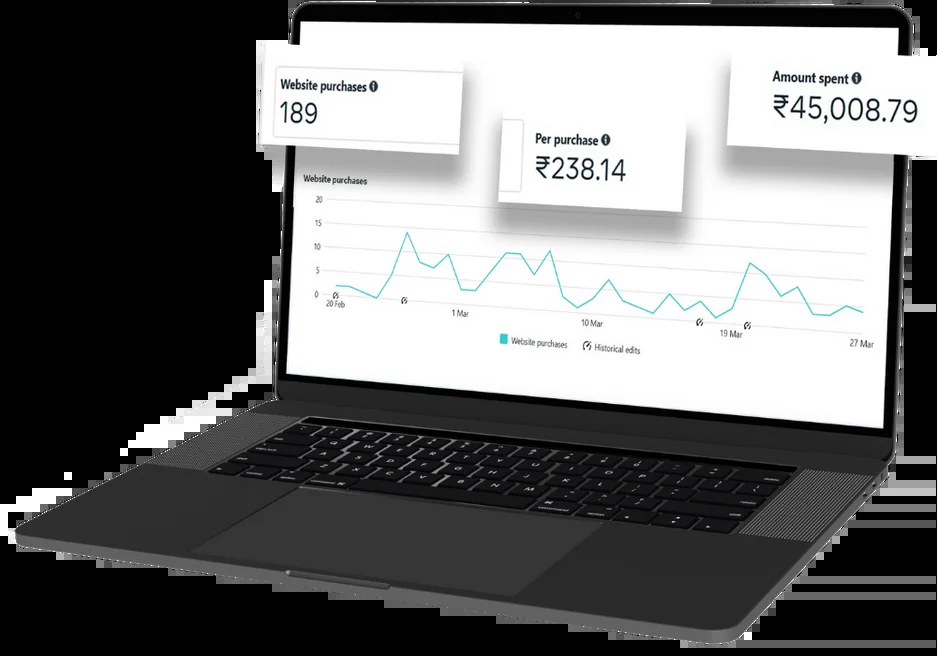 Website purchases
189
Per purchase
₹238.14
Amount spent
₹45,008.79
Website purchases
20
15
10
5
0
20 Feb
1 Mar
10 Mar
19 Mar
27 Mar
Website purchases
Historical edits